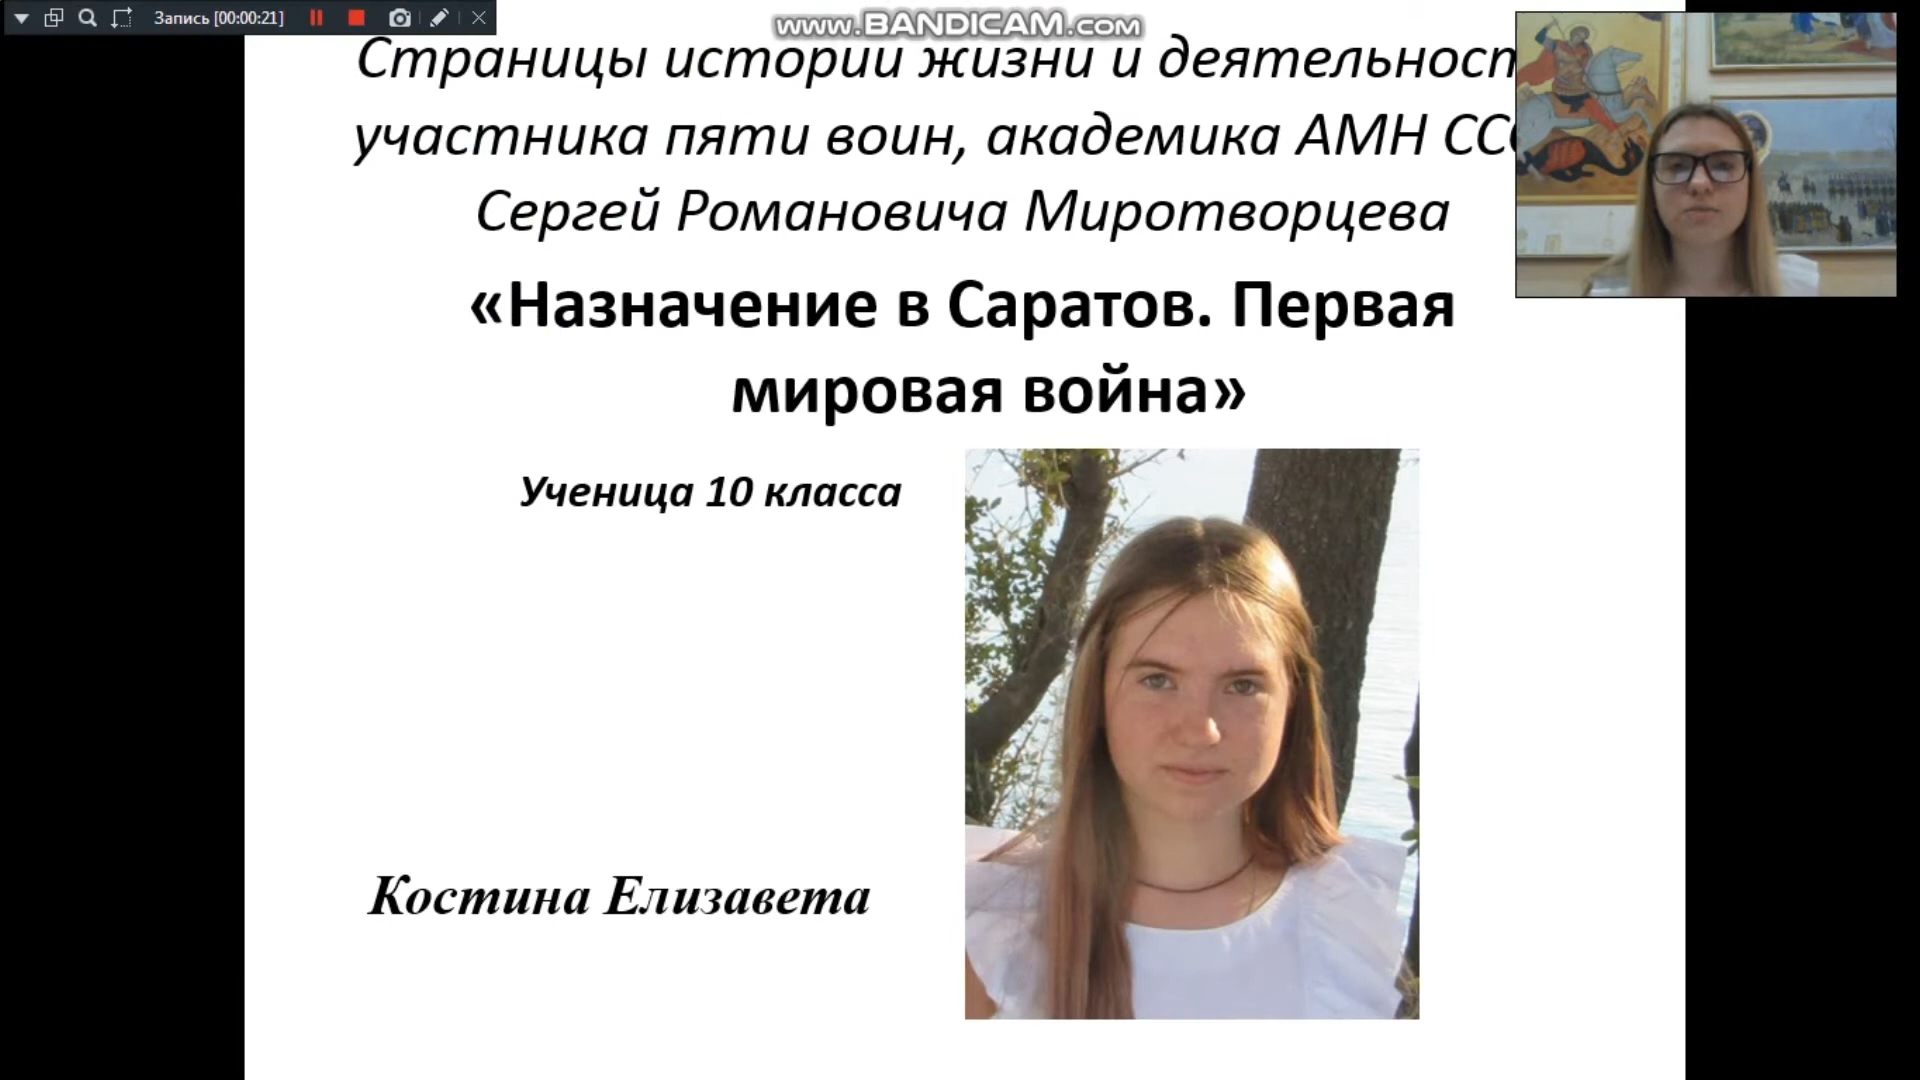 Запись [00:00:21]
www.BANDICAM.com
Страницы истории жизни и деятельност
участника пяти воин, академика АМН ССС
Сергей Романовича Миротворцева
«Назначение в Саратов. Первая
мировая война»
Ученица 10 класса
Костина Елизавета